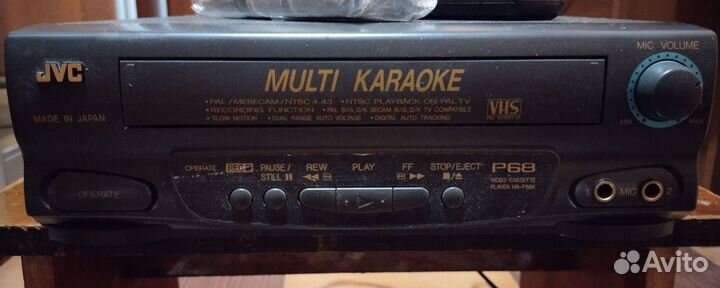 JVC
MULTI KARAOKE
MIC VOLUME
• PAL / MESECAM / NTSC 4.43 • NTSC PLAYBACK ON PAL TV
• RECORDING FUNCTION • PAL B/G, D/K SECAM B/G, D/K TV COMPATIBLE
• SLOW MOTION • DUAL RANGE AUTO VOLTAGE • DIGITAL AUTO TRACKING
VHS
MADE IN JAPAN
MIN
MAX
OPERATE
REC
PAUSE / STILL
REW
PLAY
FF
STOP/EJECT
P68
VIDEO CASSETTE
PLAYER HR-P68K
OPERATE
MIC 2
Avito